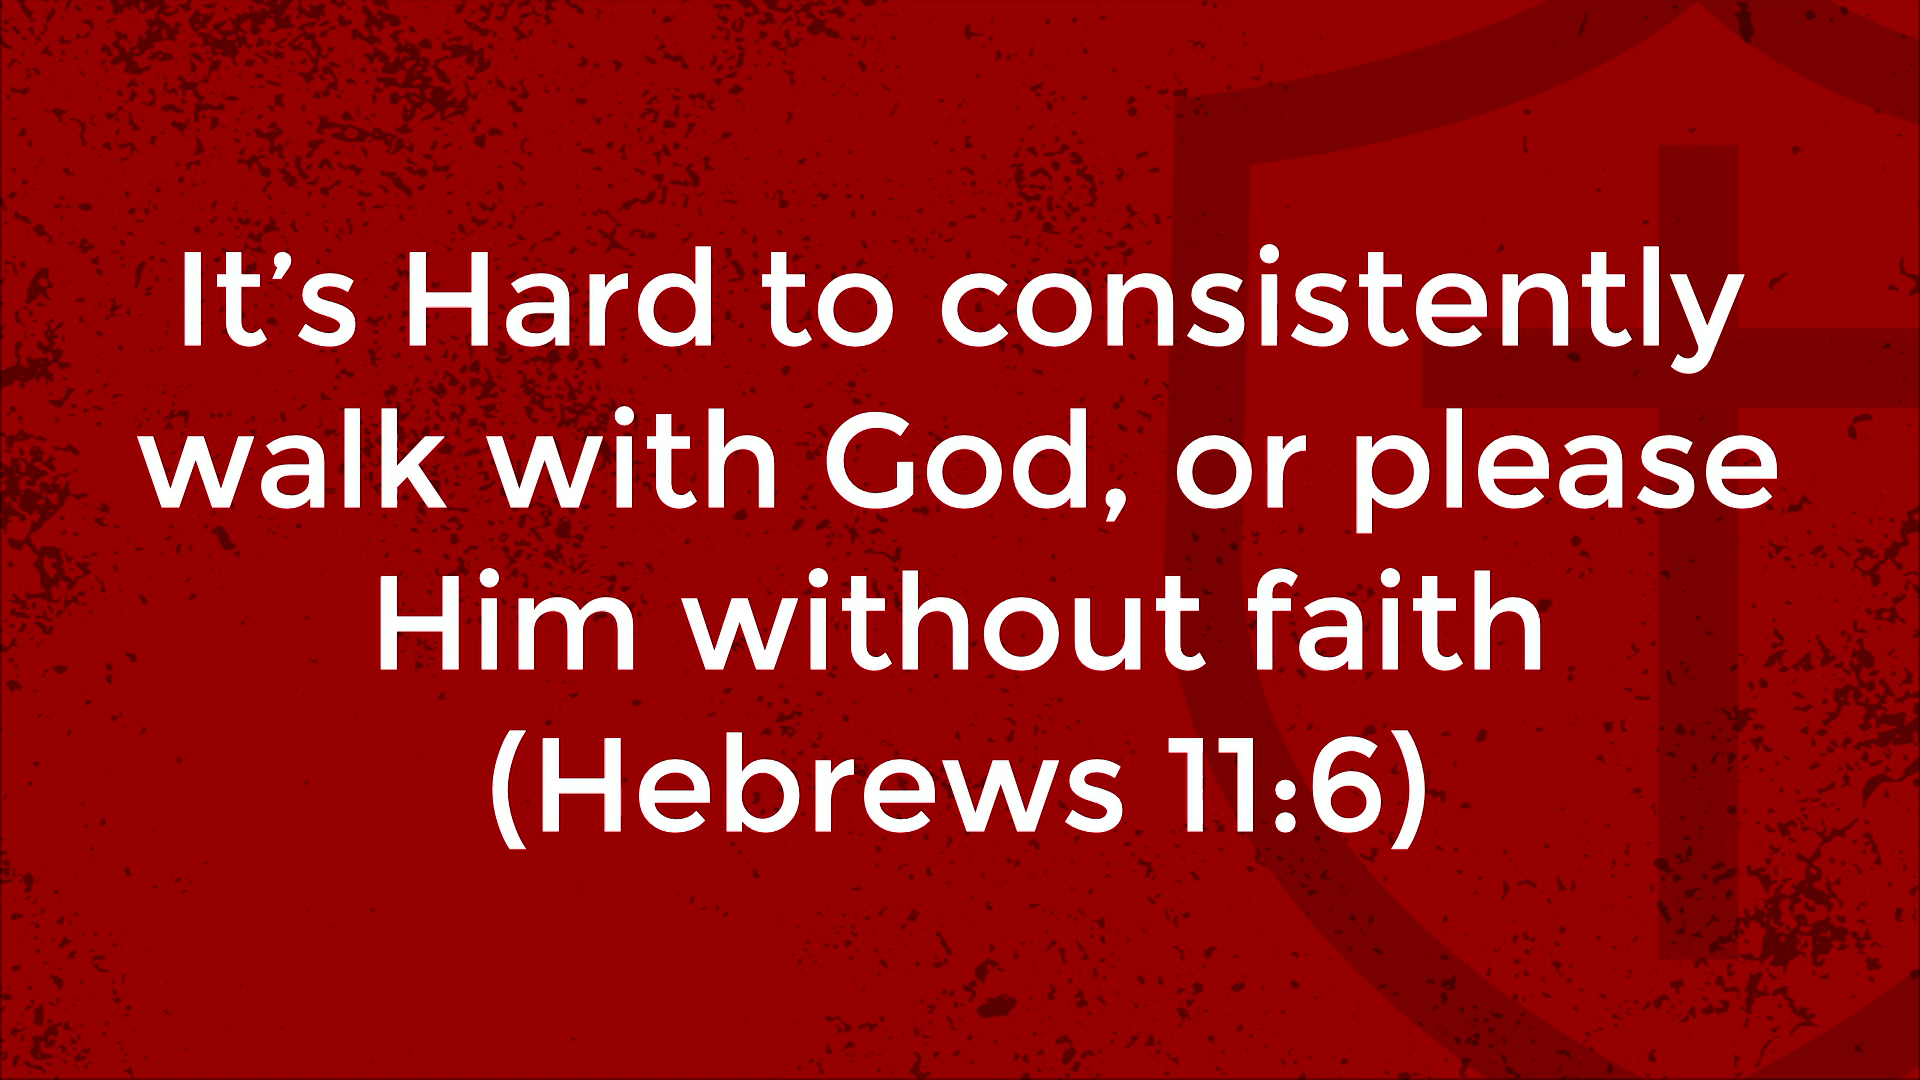 It’s Hard to consistently
walk with God, or please
Him without faith
(Hebrews 11:6)